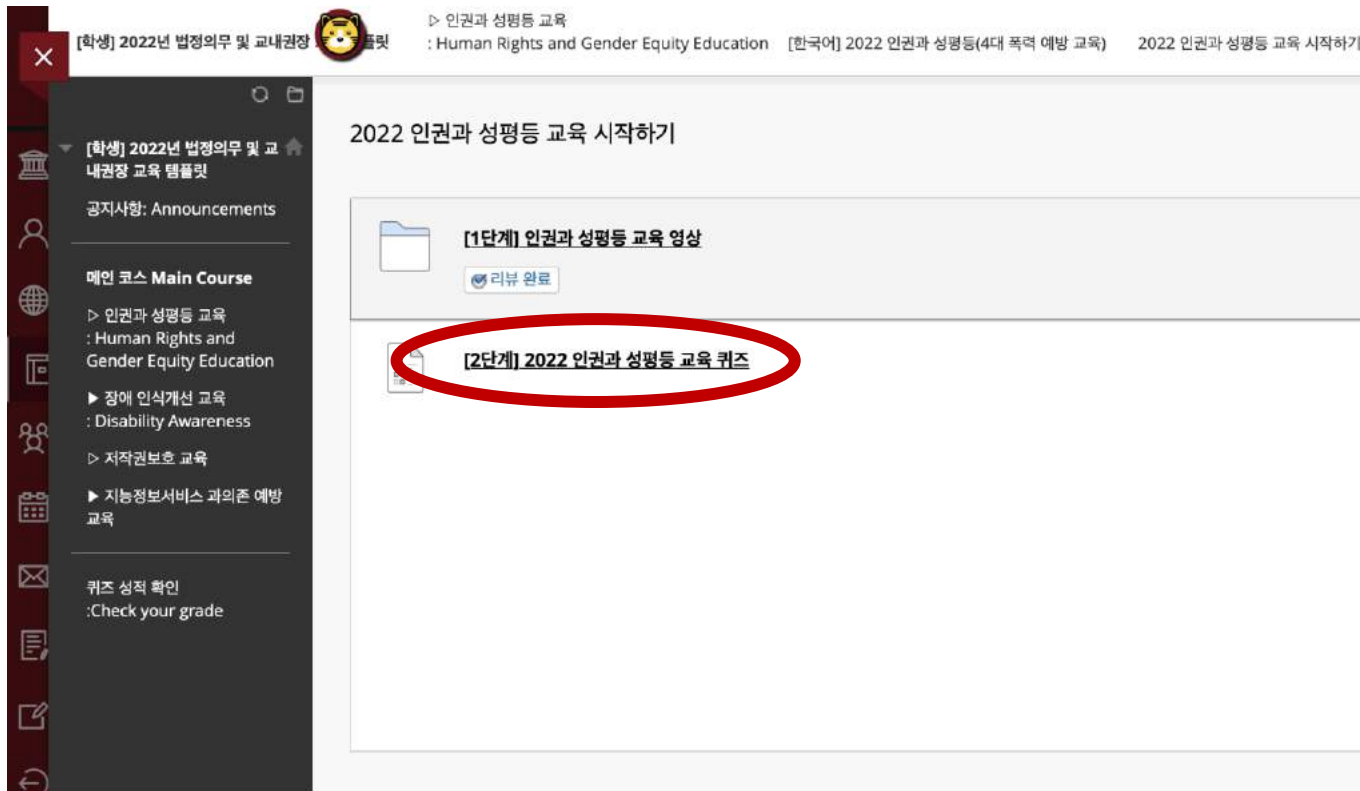 [학생] 2022년 법정의무 및 교내권장 플릿
▷ 인권과 성평등 교육
: Human Rights and Gender Equity Education
[한국어] 2022 인권과 성평등(4대 폭력 예방 교육)
2022 인권과 성평등 교육 시작하기
[학생] 2022년 법정의무 및 교
내권장 교육 템플릿
공지사항: Announcements
메인 코스 Main Course
▷ 인권과 성평등 교육
: Human Rights and
Gender Equity Education
▶ 장애 인식개선 교육
: Disability Awareness
▷ 저작권보호 교육
▶ 지능정보서비스 과의존 예방
교육
퀴즈 성적 확인
:Check your grade
2022 인권과 성평등 교육 시작하기
[1단계] 인권과 성평등 교육 영상
리뷰 완료
[2단계] 2022 인권과 성평등 교육 퀴즈